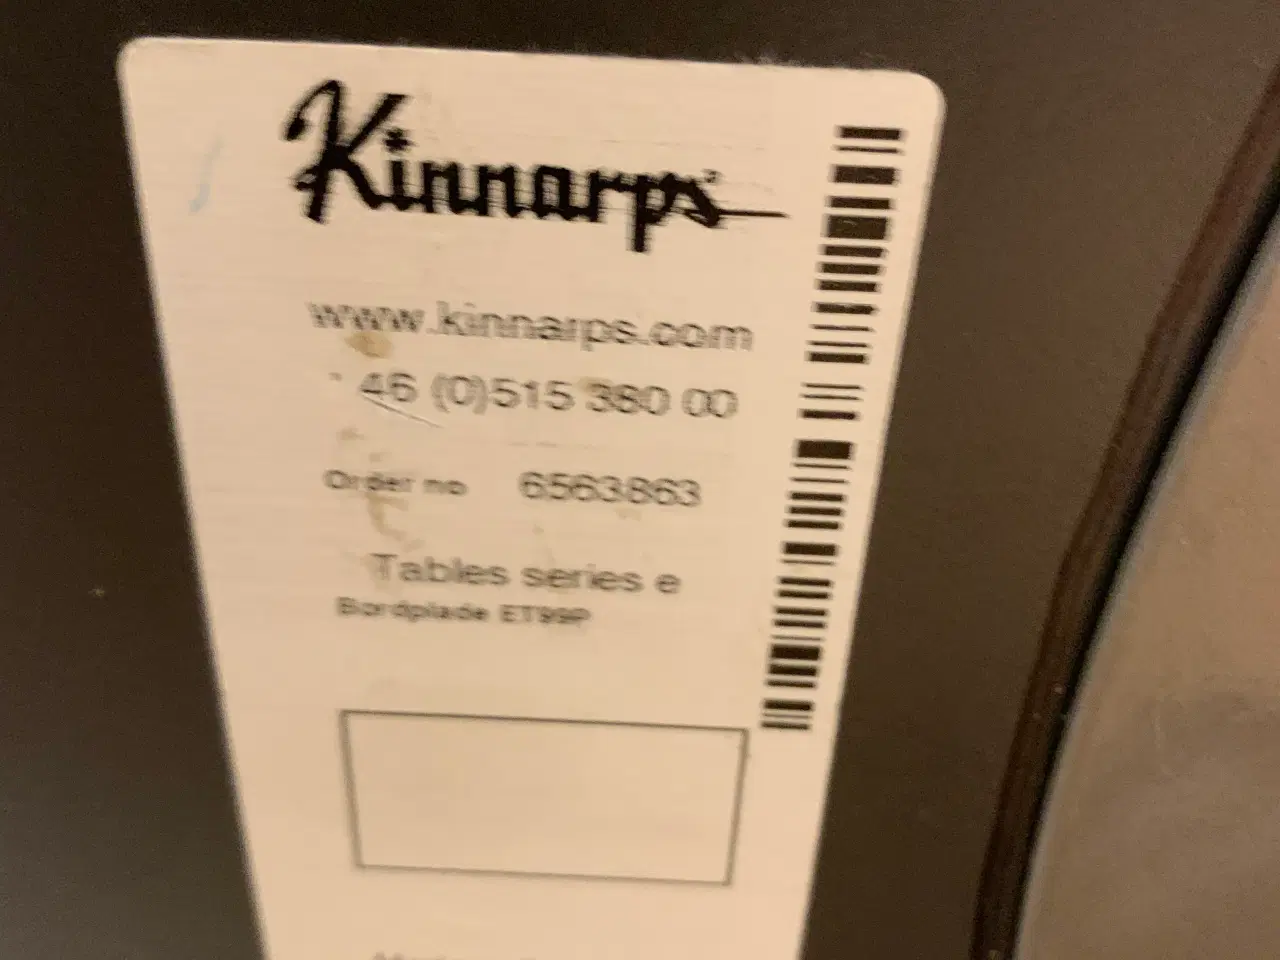 Kinnarps
www.kinnarps.com
46 (0)515 380 00
Order no 6563863
Tables series e
Bordplade ET99P